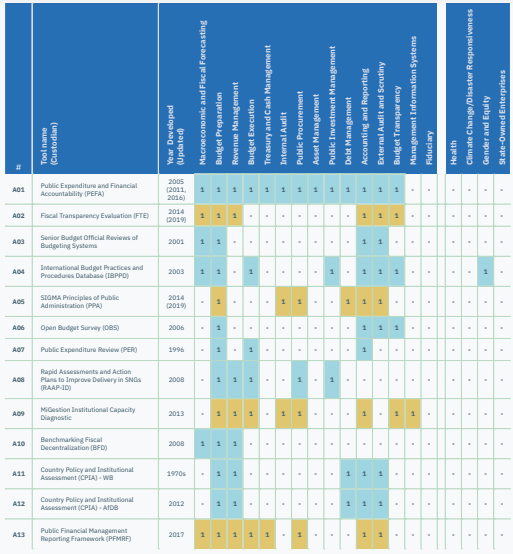 #
Tool name
(Custodian)
Year Developed
(Updated)
Macroeconomic and Fiscal Forecasting
Budget Preparation
Revenue Management
Budget Execution
Treasury and Cash Management
Internal Audit
Public Procurement
Asset Management
Public Investment Management
Debt Management
Accounting and Reporting
External Audit and Scrutiny
Budget Transparency
Management Information Systems
Fiduciary
Health
Climate Change/Disaster Responsiveness
Gender and Equity
State-Owned Enterprises
A01 Public Expenditure and Financial
Accountability (PEFA)
2005
(2011,
2016)
1 1 1 1 1 1 1 1 1 1 1 1 1 - - - - - -
A02 Fiscal Transparency Evaluation (FTE)
2014
(2019)
1 1 1 - - - - - - - 1 1 1 - - - - - -
A03 Senior Budget Official Reviews of
Budgeting Systems
2001
1 1 - - - - - - - - 1 1 - - - - - - -
A04 International Budget Practices and
Procedures Database (IBPPD)
2003
1 1 - 1 - - - - 1 - 1 1 1 - - - - 1 -
A05 SIGMA Principles of Public
Administration (PPA)
2014
(2019)
- 1 - - - 1 1 - - 1 1 1 - - - - - - -
A06 Open Budget Survey (OBS)
2006
- 1 - - - - - - - - 1 1 1 - - - - - -
A07 Public Expenditure Review (PER)
1996
- 1 - 1 - - - - - - 1 - - - - - - - -
A08 Rapid Assessments and Action
Plans to Improve Delivery in SNGs
(RAAP-ID)
2008
- 1 1 1 - - 1 - 1 - - - - - - - - - -
A09 MiGestion Institutional Capacity
Diagnostic
2013
- 1 1 1 - 1 1 - - - 1 - 1 1 - - - - -
A10 Benchmarking Fiscal
Decentralization (BFD)
2008
1 1 1 - - - - - - - - - - - - - - - -
A11 Country Policy and Institutional
Assessment (CPIA) - WB
1970s
- 1 1 - - - - - - 1 1 1 - - - - - - -
A12 Country Policy and Institutional
Assessment (CPIA) - AfDB
2012
- 1 1 - - - - - - 1 1 1 - - - - - - -
A13 Public Financial Management
Reporting Framework (PFMRF)
2017
1 1 1 1 1 - 1 - - - 1 1 - - - - - - -